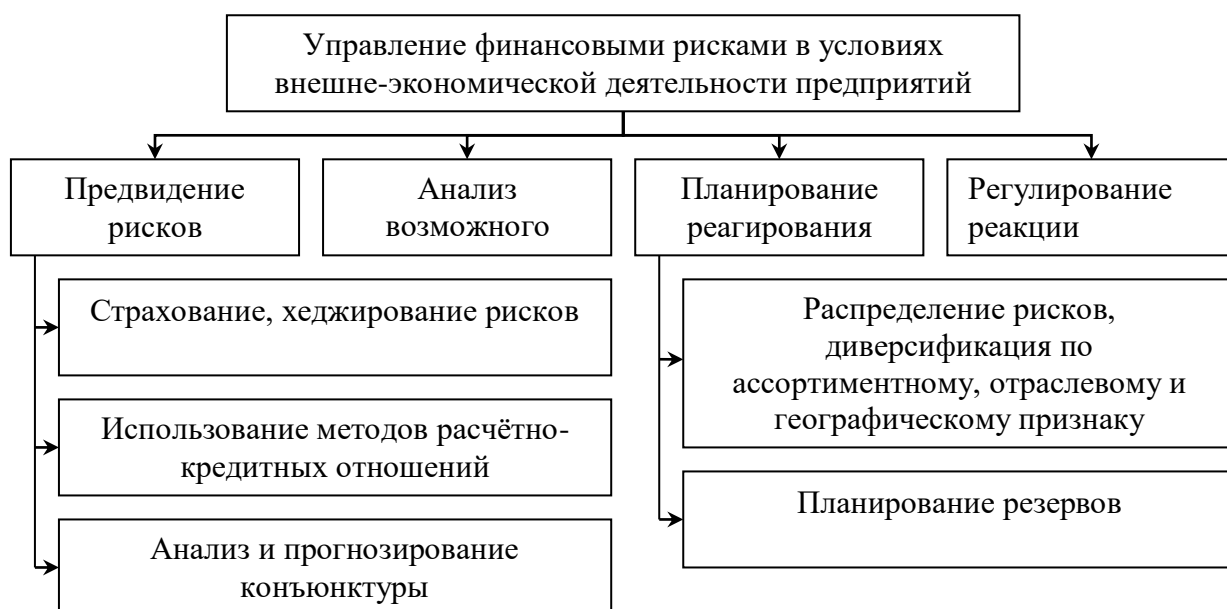 Управление финансовыми рисками в условиях
внешне-экономической деятельности предприятий
Предвидение
рисков
Анализ
возможного
Планирование
реагирования
Регулирование
реакции
Страхование, хеджирование рисков
Использование методов расчётно-
кредитных отношений
Анализ и прогнозирование
конъюнктуры
Распределение рисков,
диверсификация по
ассортиментному, отраслевому и
географическому признаку
Планирование резервов